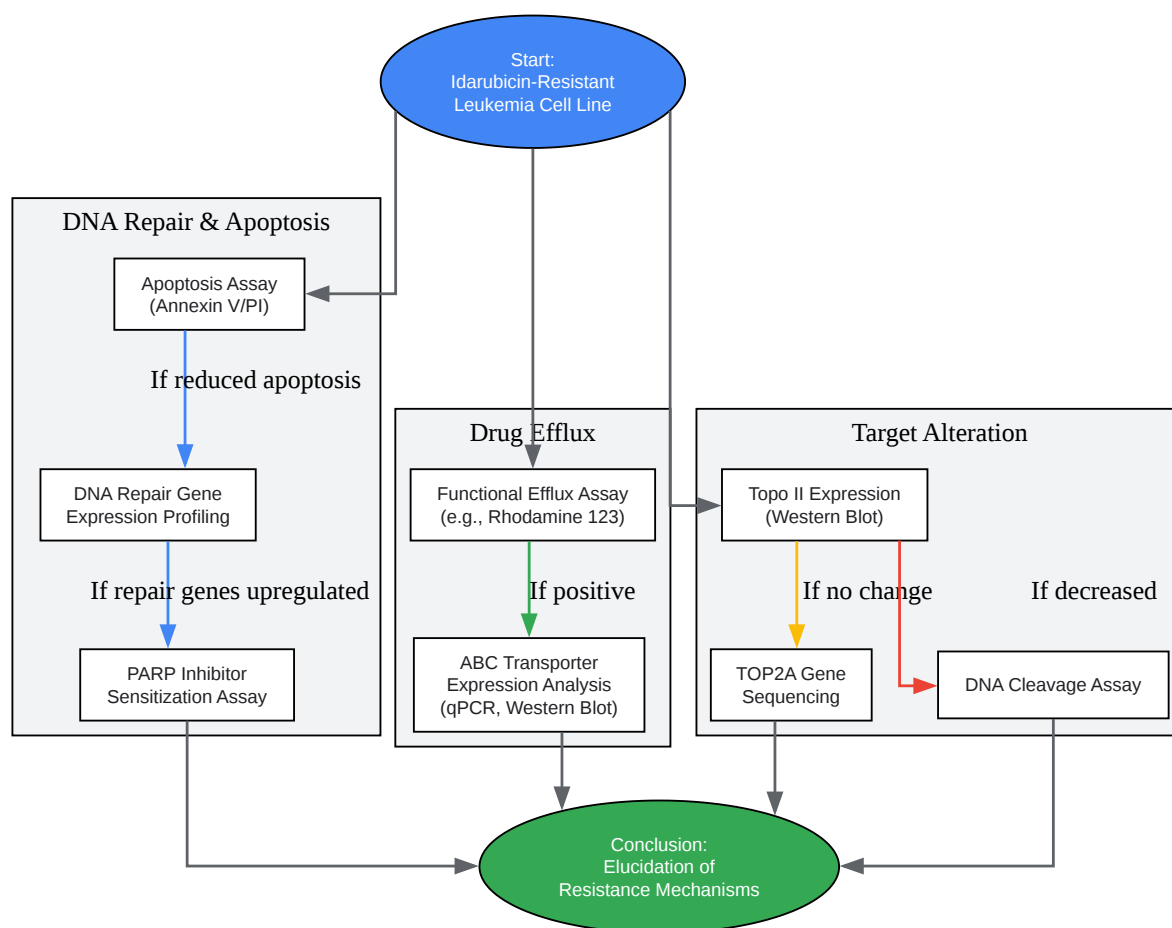 Start:
Idarubicin-Resistant
Leukemia Cell Line
DNA Repair & Apoptosis
Apoptosis Assay
(Annexin V/PI)
If reduced apoptosis
DNA Repair Gene
Expression Profiling
If repair genes upregulated
PARP Inhibitor
Sensitization Assay
Drug Efflux
Functional Efflux Assay
(e.g., Rhodamine 123)
If positive
ABC Transporter
Expression Analysis
(qPCR, Western Blot)
Target Alteration
Topo II Expression
(Western Blot)
If no change
If decreased
TOP2A Gene
Sequencing
DNA Cleavage Assay
Conclusion:
Elucidation of
Resistance Mechanisms